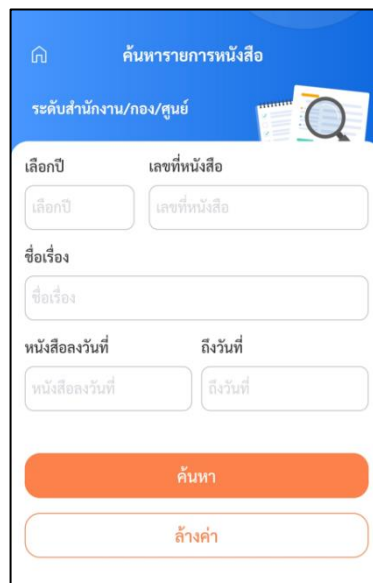 ค้นหารายการหนังสือ
ระดับสำนักงาน/กอง/ศูนย์
เลือกปี เลขที่หนังสือ
เลือกปี เลขที่หนังสือ
ชื่อเรื่อง
ชื่อเรื่อง
หนังสือลงวันที่ ถึงวันที่
หนังสือลงวันที่ ถึงวันที่
ค้นหา
ล้างค่า